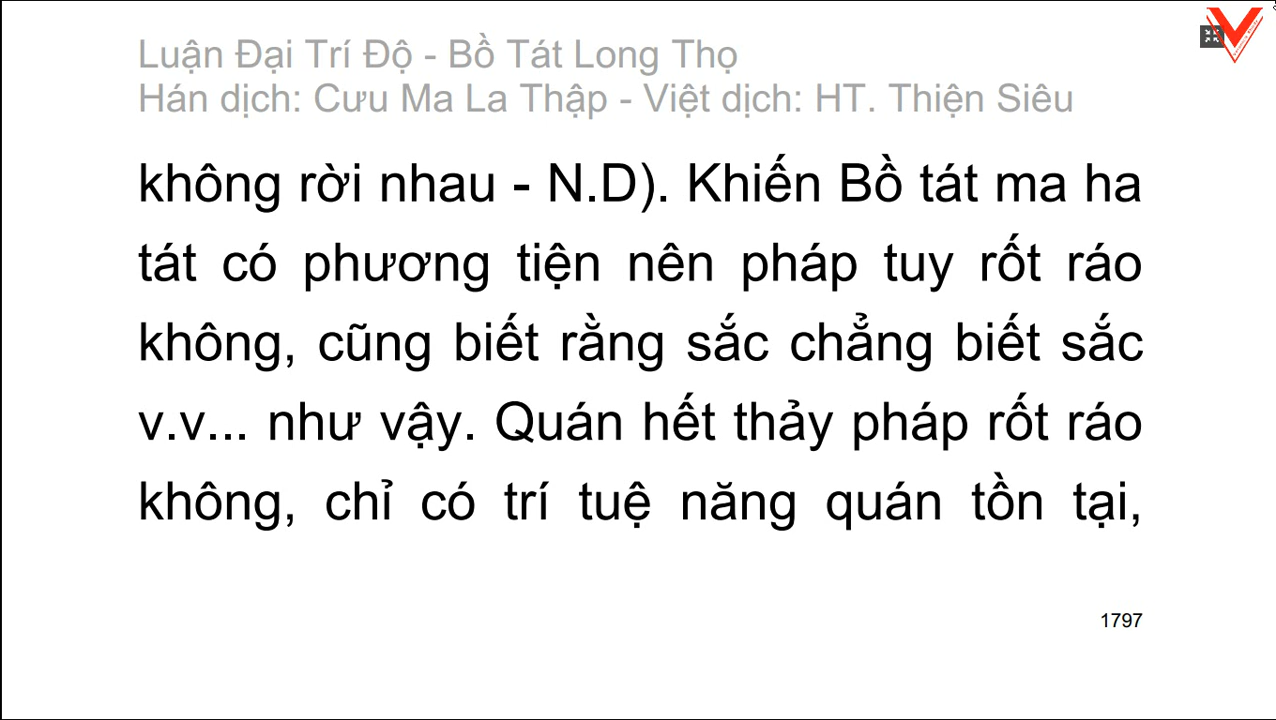 Luận Đại Trí Độ - Bồ Tát Long Thọ
Hán dịch: Cưu Ma La Thập - Việt dịch: HT. Thiện Siêu
không rời nhau - N.D). Khiến Bồ tát ma ha
tát có phương tiện nên pháp tuy rốt ráo
không, cũng biết rằng sắc chẳng biết sắc
v.v... như vậy. Quán hết thảy pháp rốt ráo
không, chỉ có trí tuệ năng quán tồn tại,
1797